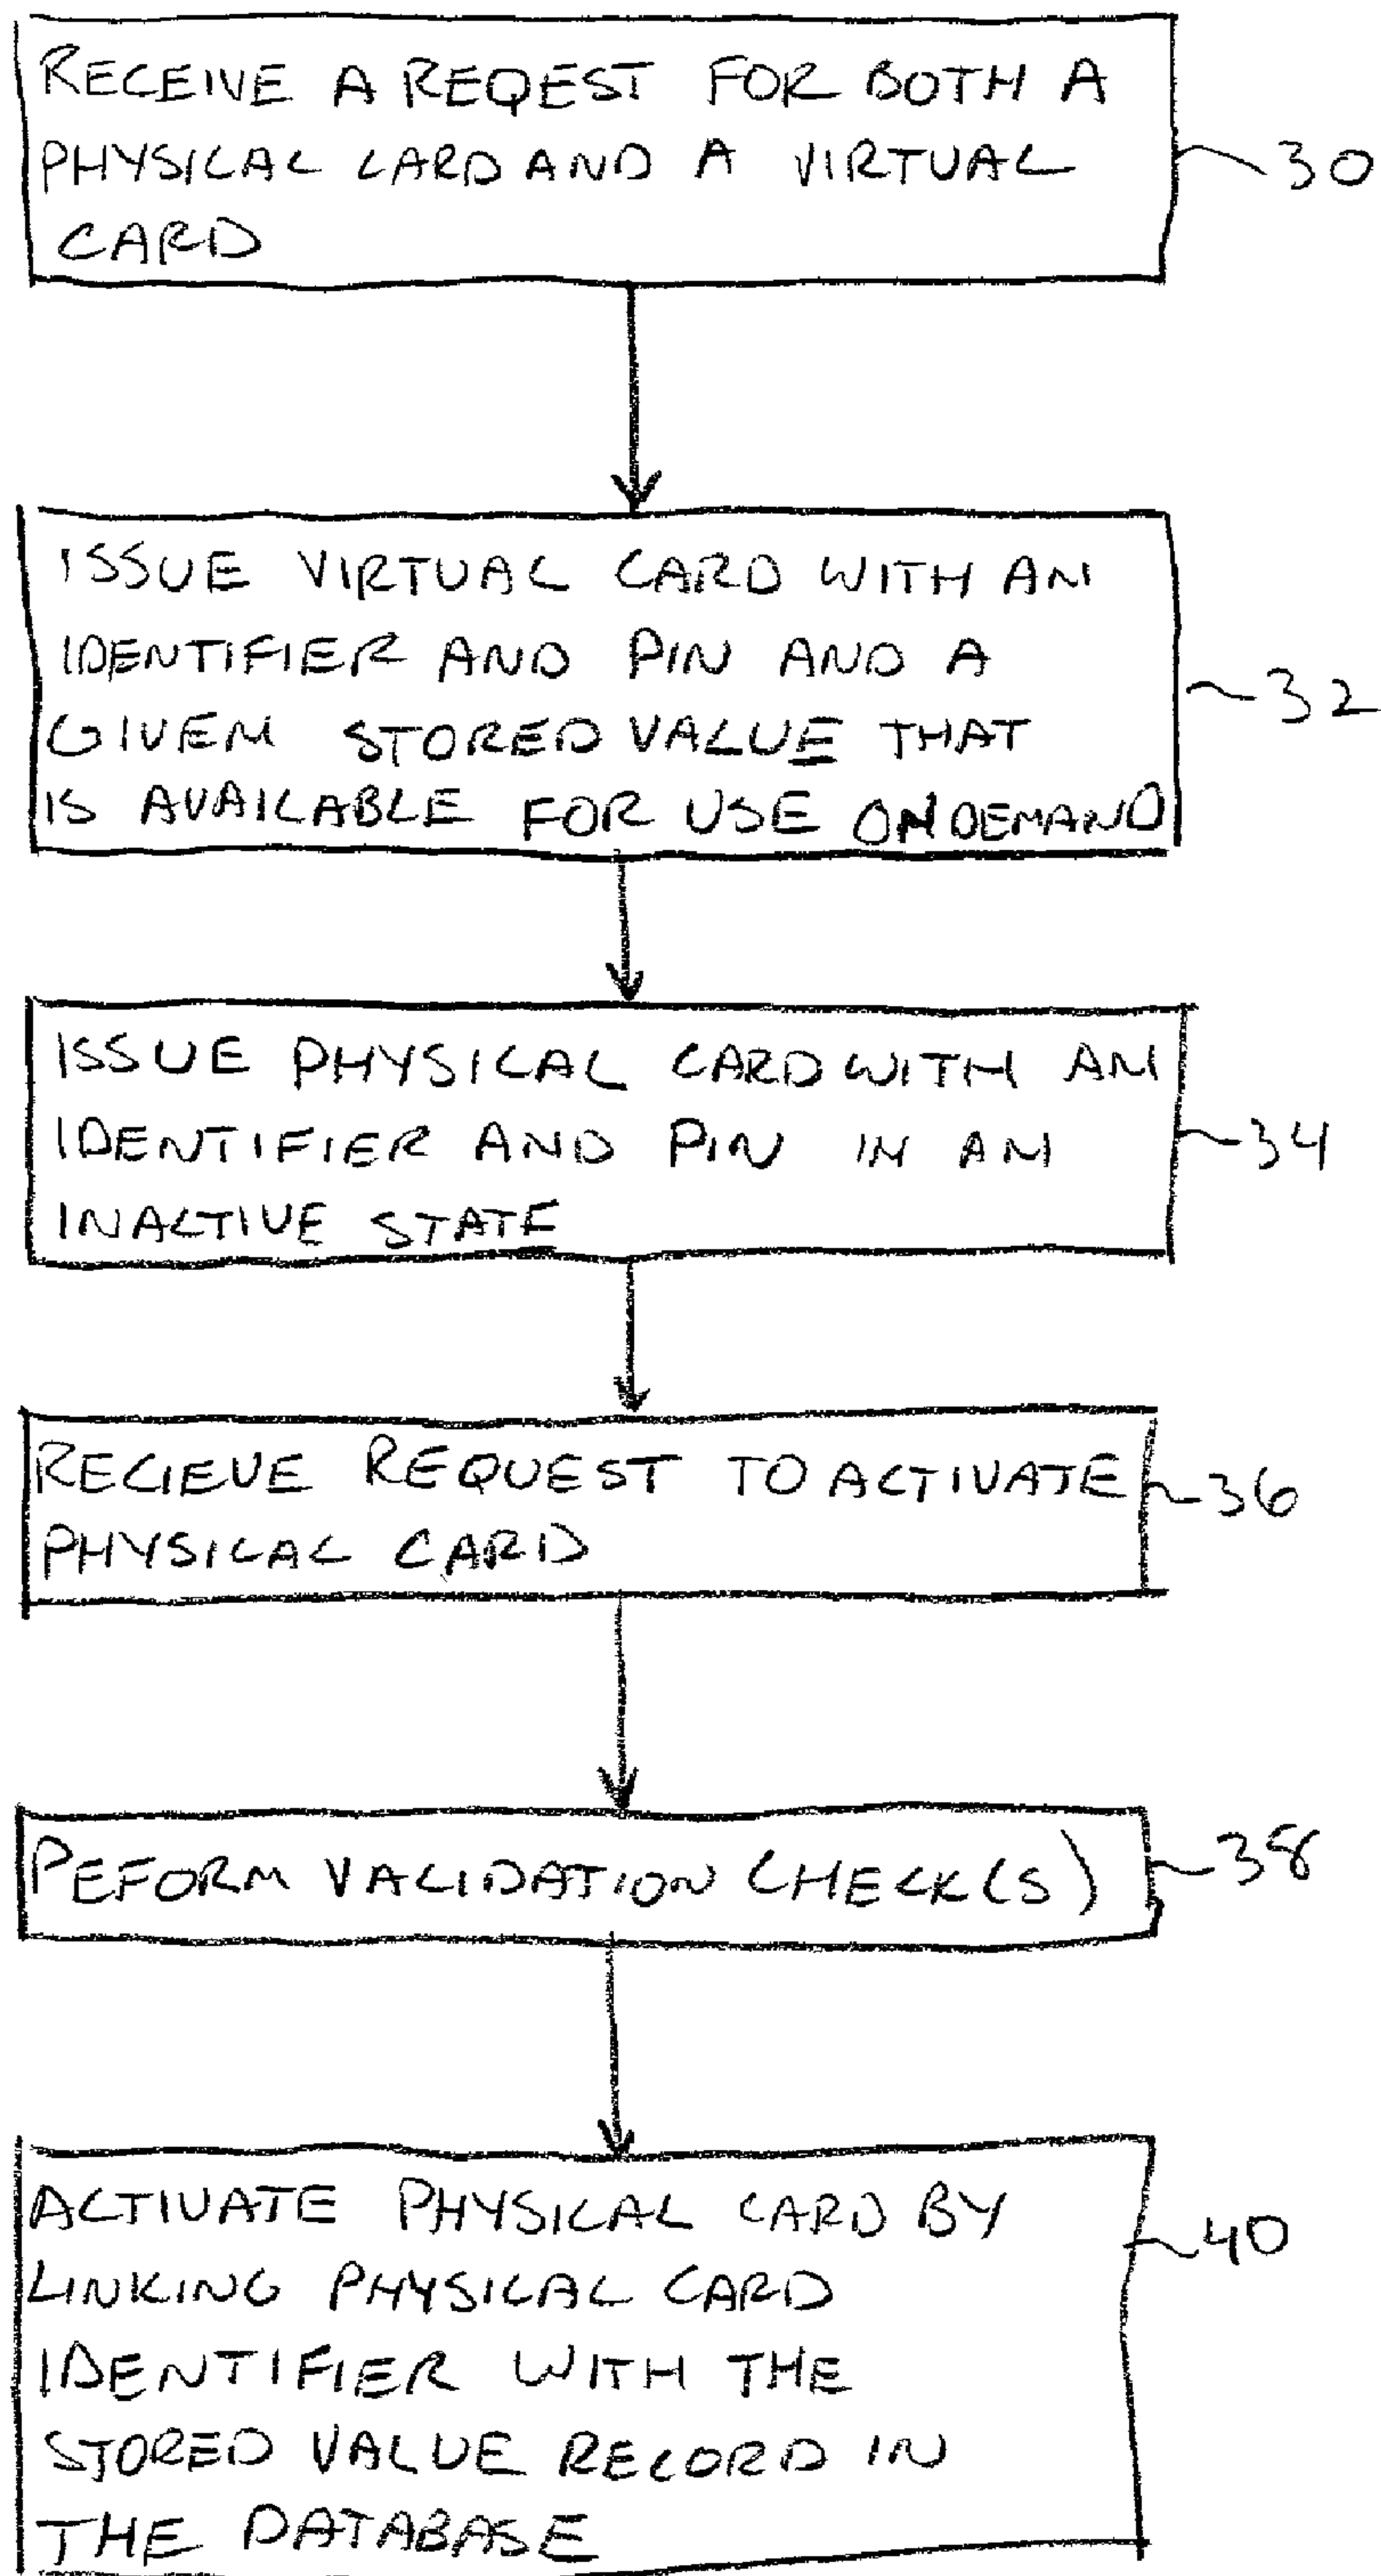 RECEIVE A REQEST FOR BOTH A
PHYSICAL CARD AND A VIRTUAL
CARD
30
ISSUE VIRTUAL CARD WITH AN
IDENTIFIER AND PIN AND A
GIVEN STORED VALUE THAT
IS AVAILABLE FOR USE ON DEMAND
32
ISSUE PHYSICAL CARD WITH AN
IDENTIFIER AND PIN IN AN
INACTIVE STATE
34
RECIEVE REQUEST TO ACTIVATE
PHYSICAL CARD
36
PEFORM VALIDATION CHECK(S)
38
ACTIVATE PHYSICAL CARD BY
LINKING PHYSICAL CARD
IDENTIFIER WITH THE
STORED VALUE RECORD IN
THE DATABASE
40